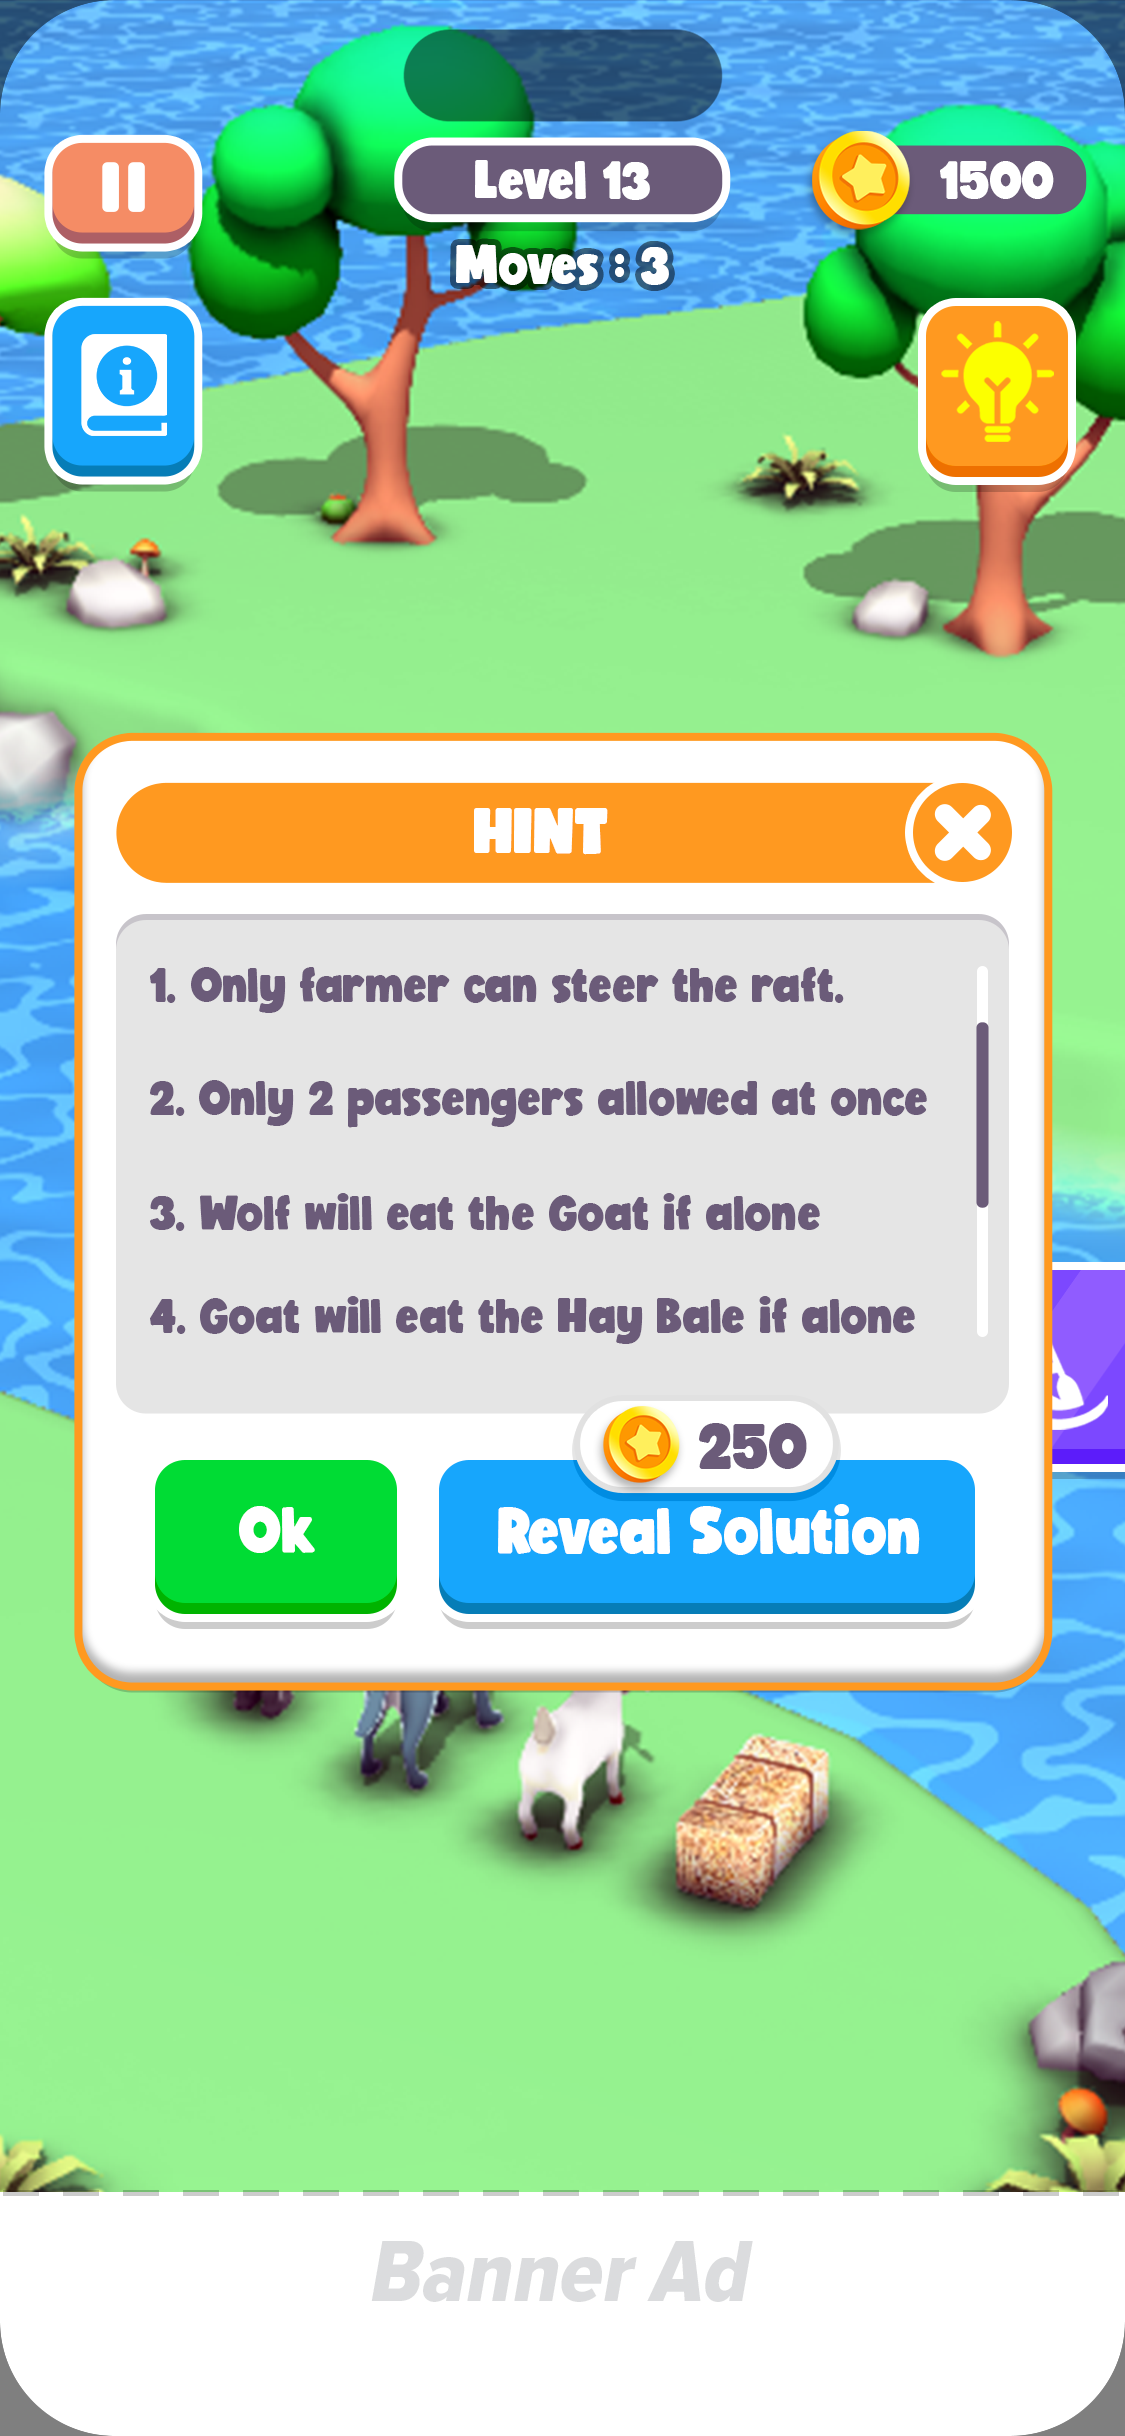 Level 13
1500
Moves : 3
i
HINT
1. Only farmer can steer the raft.
2. Only 2 passengers allowed at once
3. Wolf will eat the Goat if alone
4. Goat will eat the Hay Bale if alone
250
Ok
Reveal Solution
Banner Ad